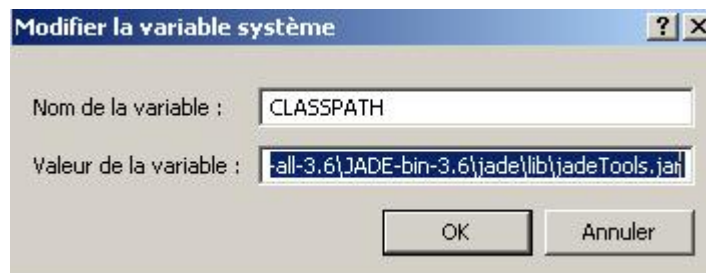 Modifier la variable système
Nom de la variable : CLASSPATH
Valeur de la variable : -all-3.6\JADE-bin-3.6\jade\lib\jadeTools.jar
OK Annuler